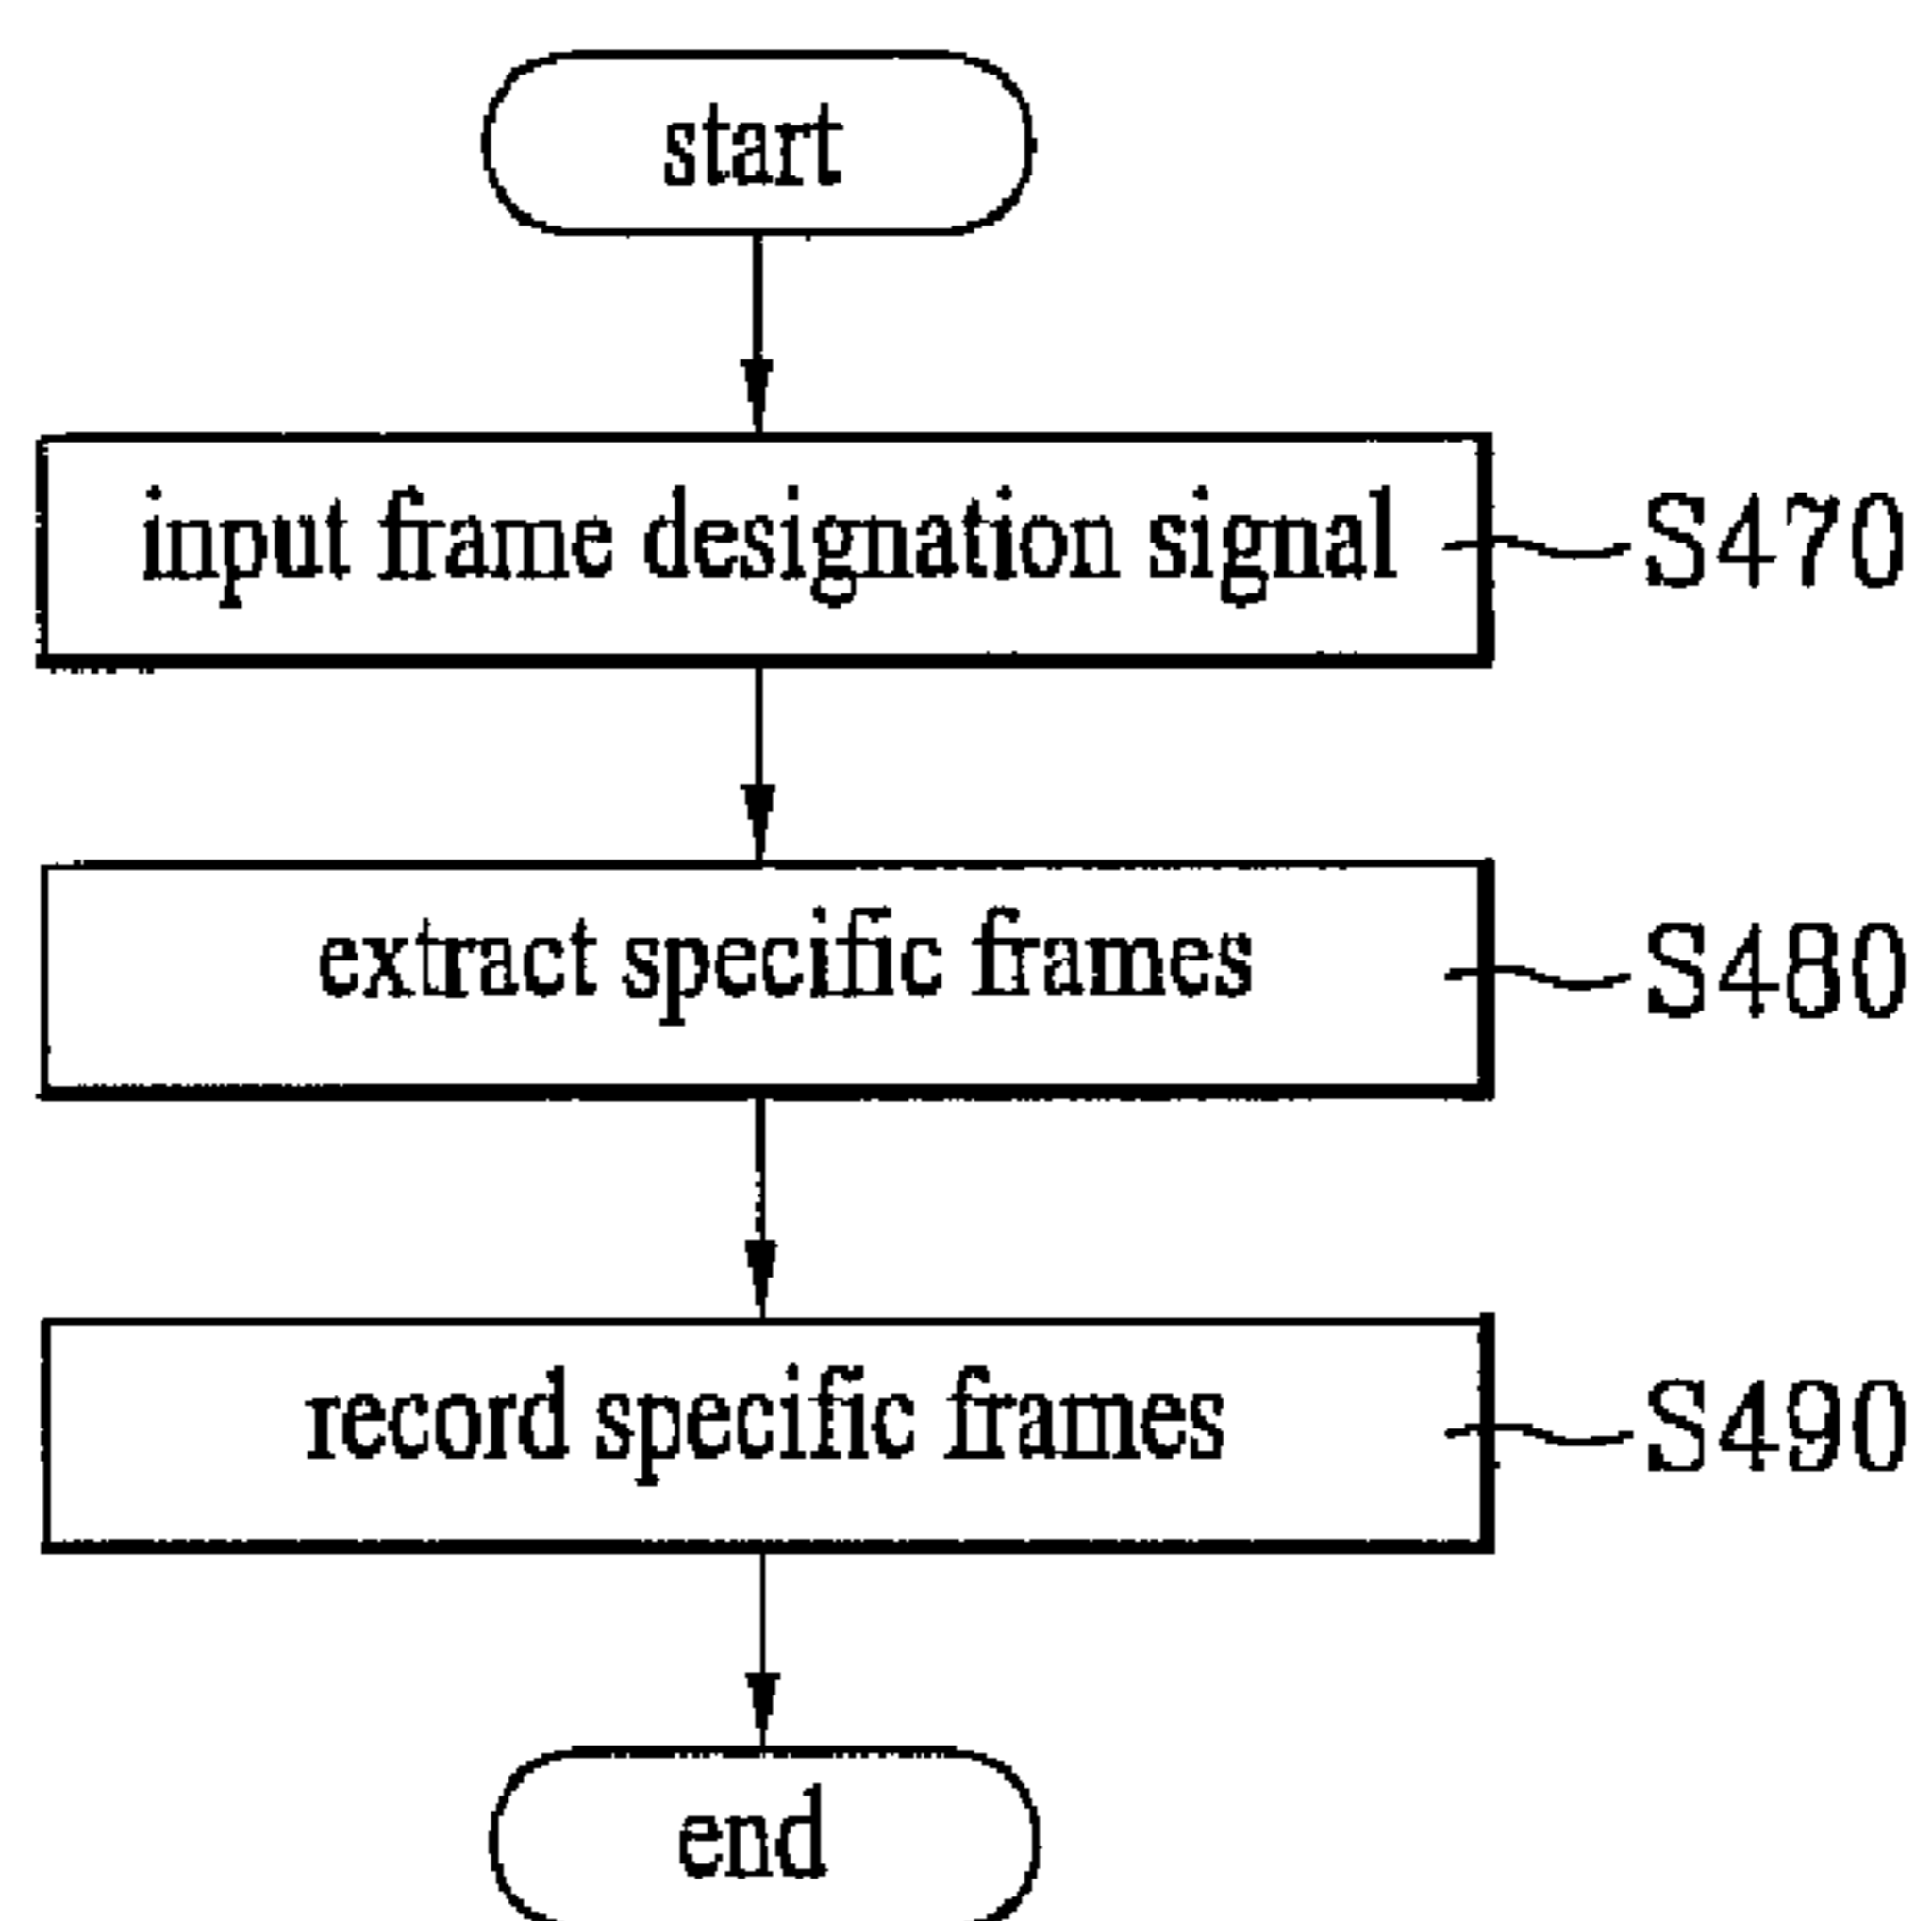 start
input frame designation signal
S470
extract specific frames
S480
record specific frames
S490
end